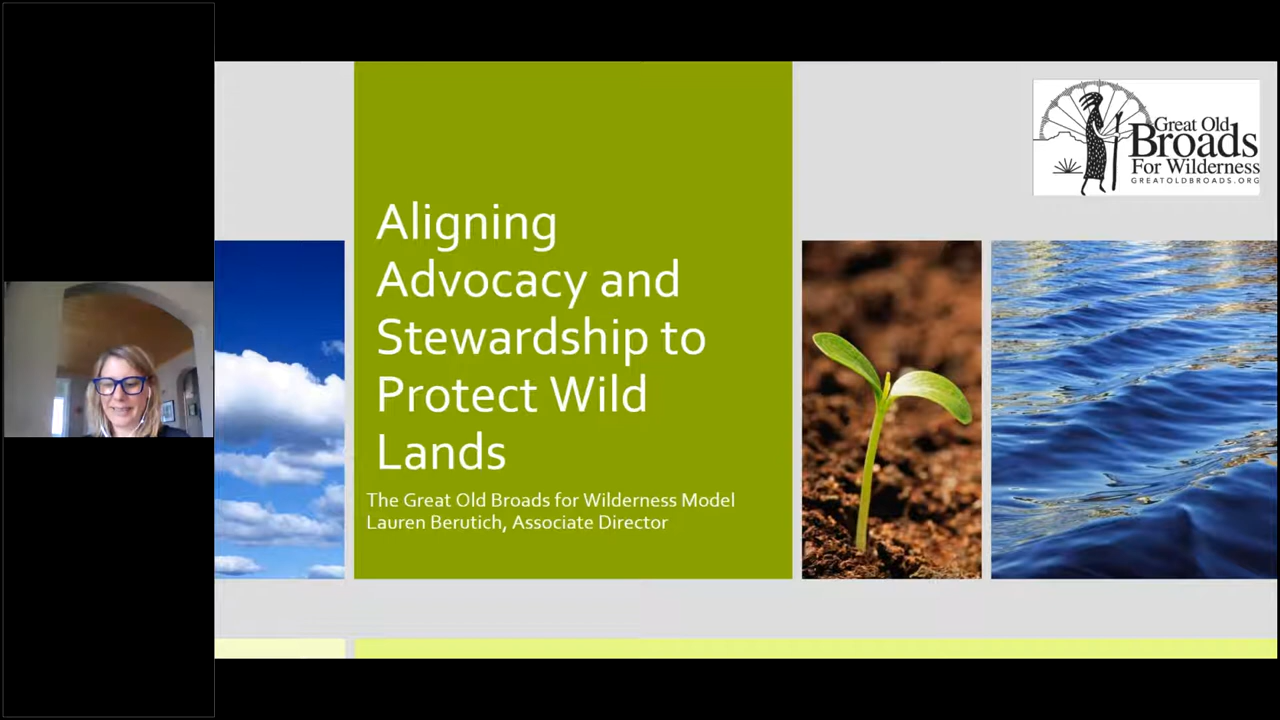 Great Old
Broads
For Wilderness
GREATOLDBROADS.ORG
Aligning
Advocacy and
Stewardship to
Protect Wild
Lands
The Great Old Broads for Wilderness Model
Lauren Berutich, Associate Director